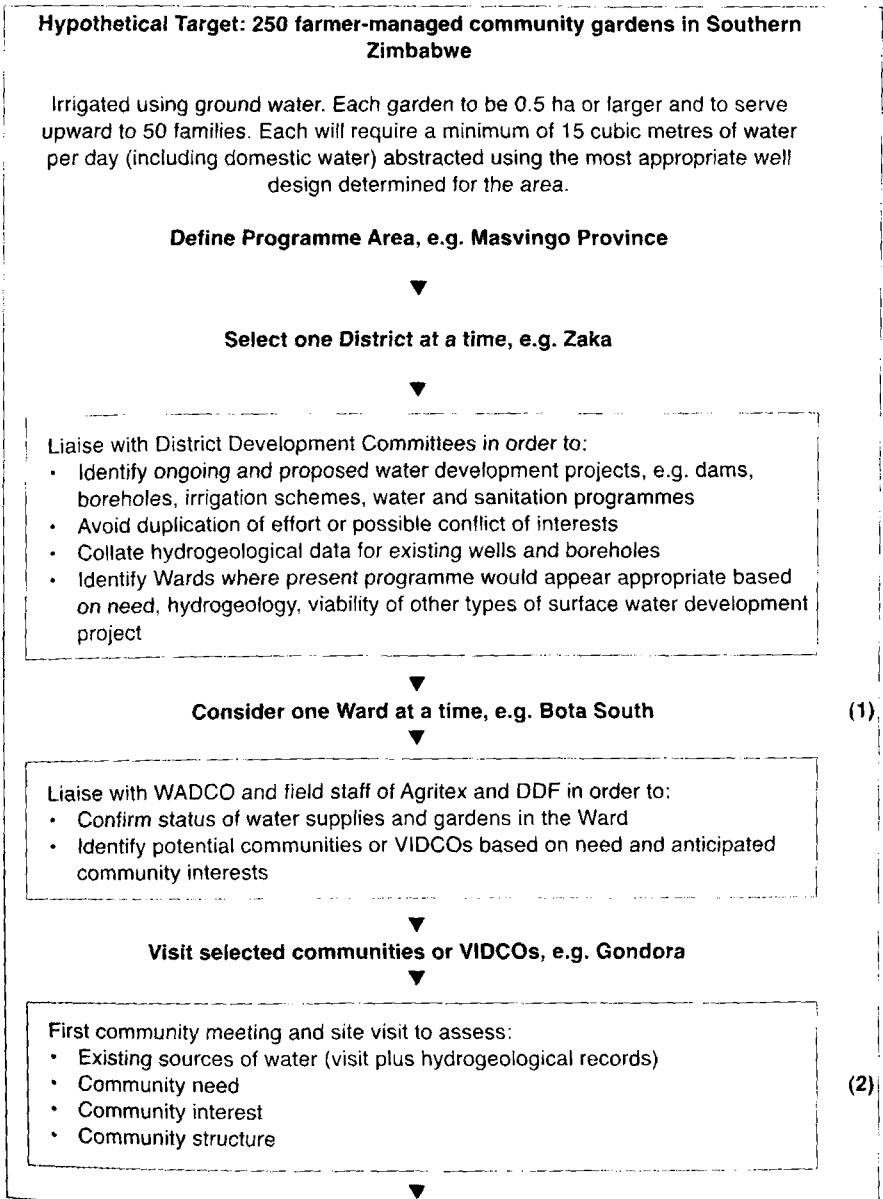 Hypothetical Target: 250 farmer-managed community gardens in Southern
Zimbabwe
Irrigated using ground water. Each garden to be 0.5 ha or larger and to serve
upward to 50 families. Each will require a minimum of 15 cubic metres of water
per day (including domestic water) abstracted using the most appropriate well
design determined for the area.
Define Programme Area, e.g. Masvingo Province
▼
Select one District at a time, e.g. Zaka
▼
Liaise with District Development Committees in order to:
• Identify ongoing and proposed water development projects, e.g. dams,
boreholes, irrigation schemes, water and sanitation programmes
• Avoid duplication of effort or possible conflict of interests
• Collate hydrogeological data for existing wells and boreholes
• Identify Wards where present programme would appear appropriate based
on need, hydrogeology, viability of other types of surface water development
project
▼
Consider one Ward at a time, e.g. Bota South (1)
▼
Liaise with WADCO and field staff of Agritex and DDF in order to:
• Confirm status of water supplies and gardens in the Ward
• Identify potential communities or VIDCOs based on need and anticipated
community interests
▼
Visit selected communities or VIDCOs, e.g. Gondora
▼
First community meeting and site visit to assess:
• Existing sources of water (visit plus hydrogeological records)
• Community need (2)
• Community interest
• Community structure
▼